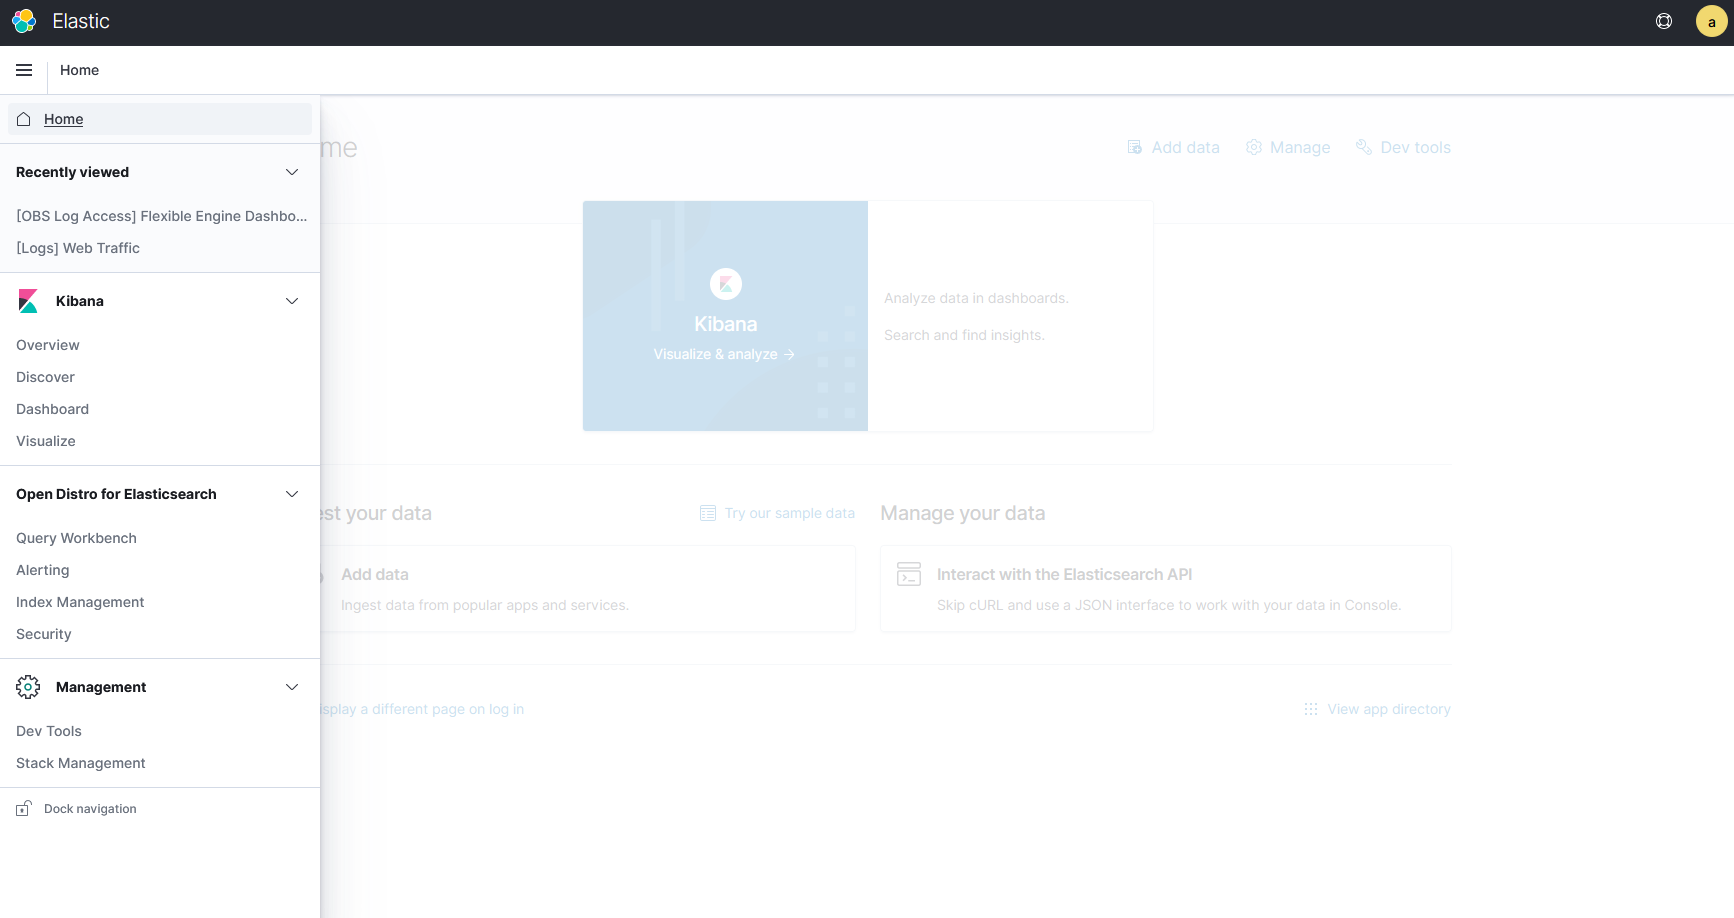 Elastic
a
Home
Home
Recently viewed
[OBS Log Access] Flexible Engine Dashbo...
[Logs] Web Traffic
Kibana
Overview
Discover
Dashboard
Visualize
Open Distro for Elasticsearch
Query Workbench
Alerting
Index Management
Security
Management
Dev Tools
Stack Management
Dock navigation
me
Add data
Manage
Dev tools
Kibana
Visualize & analyze →
Analyze data in dashboards.
Search and find insights.
est your data
Try our sample data
Add data
Ingest data from popular apps and services.
Manage your data
Interact with the Elasticsearch API
Skip cURL and use a JSON interface to work with your data in Console.
splay a different page on log in
View app directory